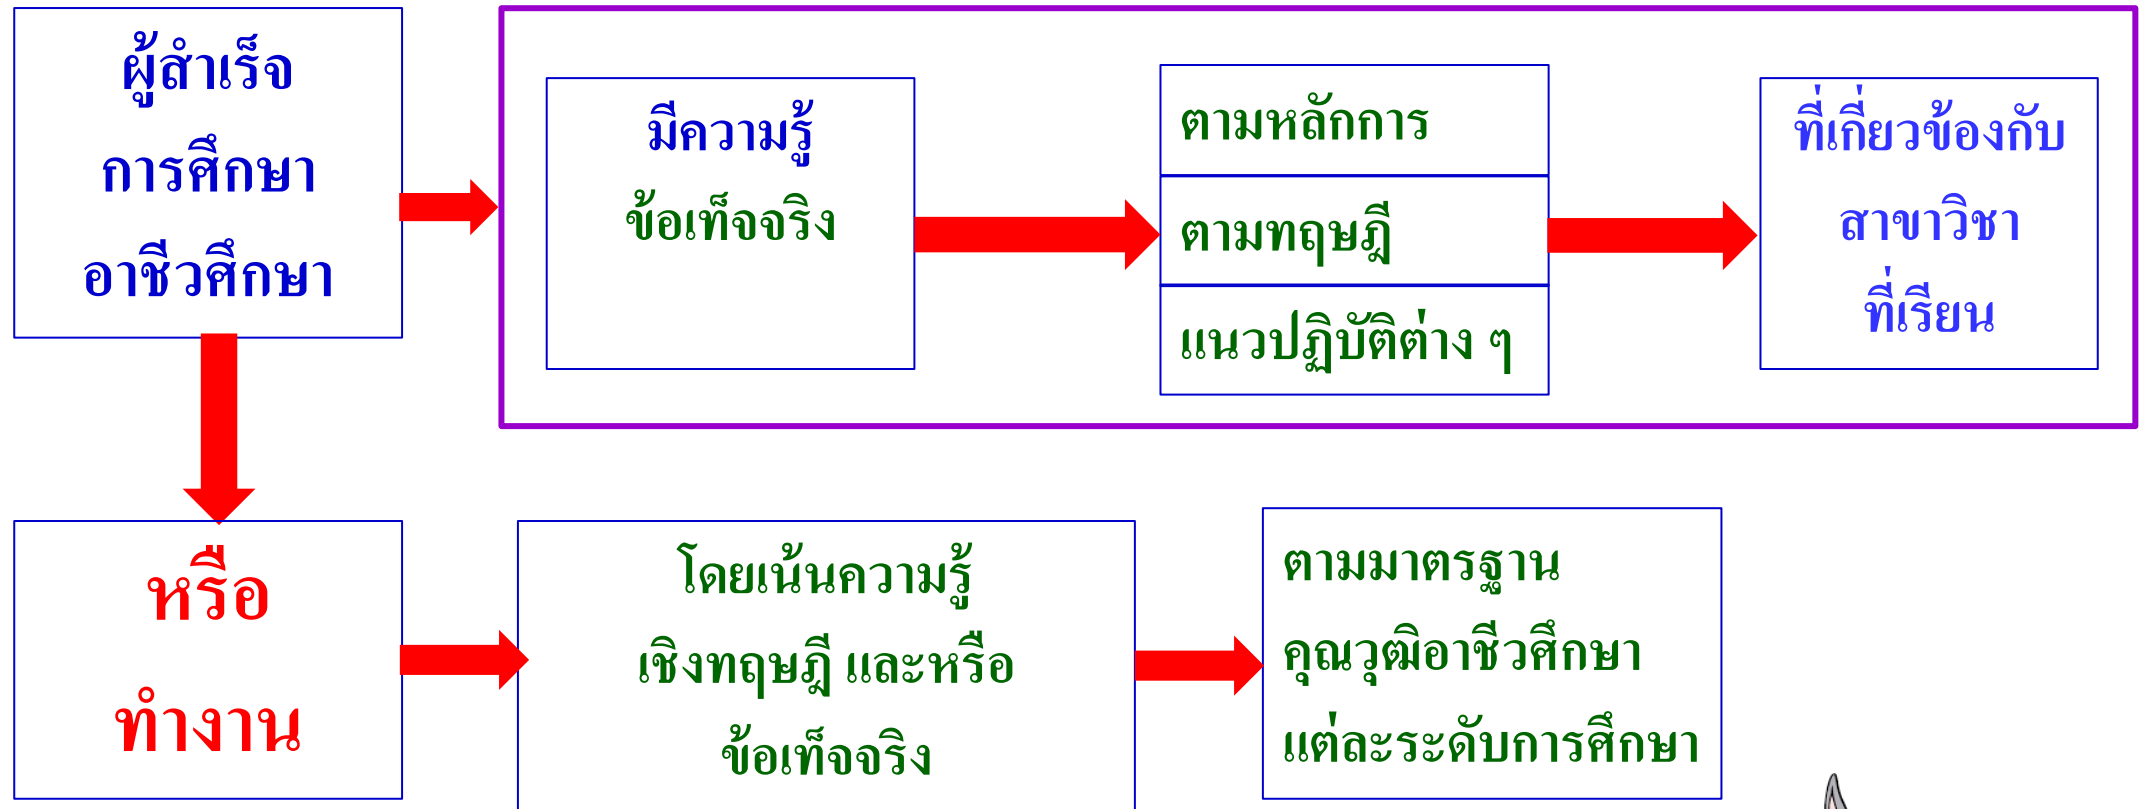 ผู้สำเร็จ
การศึกษา
อาชีวศึกษา
มีความรู้
ข้อเท็จจริง
ตามหลักการ
ตามทฤษฎี
แนวปฏิบัติต่าง ๆ
ที่เกี่ยวข้องกับ
สาขาวิชา
ที่เรียน
หรือ
ทำงาน
โดยเน้นความรู้
เชิงทฤษฎี และหรือ
ข้อเท็จจริง
ตามมาตรฐาน
คุณวุฒิอาชีวศึกษา
แต่ละระดับการศึกษา